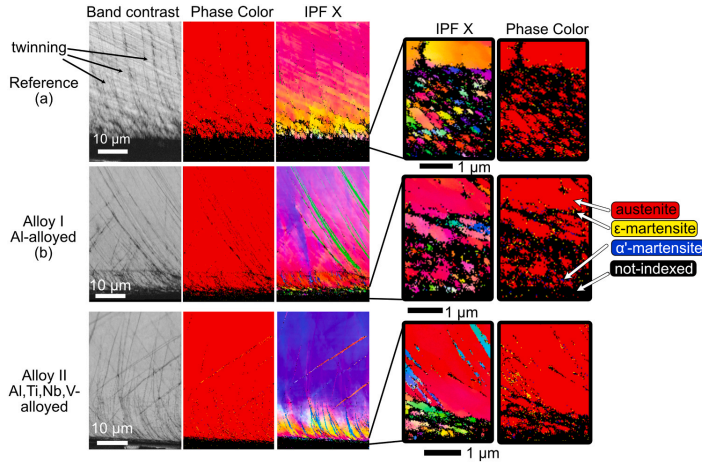 Band contrast Phase Color IPF X
IPF X Phase Color
twinning
Reference
(a)
10 µm
1 µm
Alloy I
Al-alloyed
(b)
10 µm
1 µm
austenite
ε-martensite
α'-martensite
not-indexed
Alloy II
Al,Ti,Nb,V-
alloyed
10 µm
1 µm